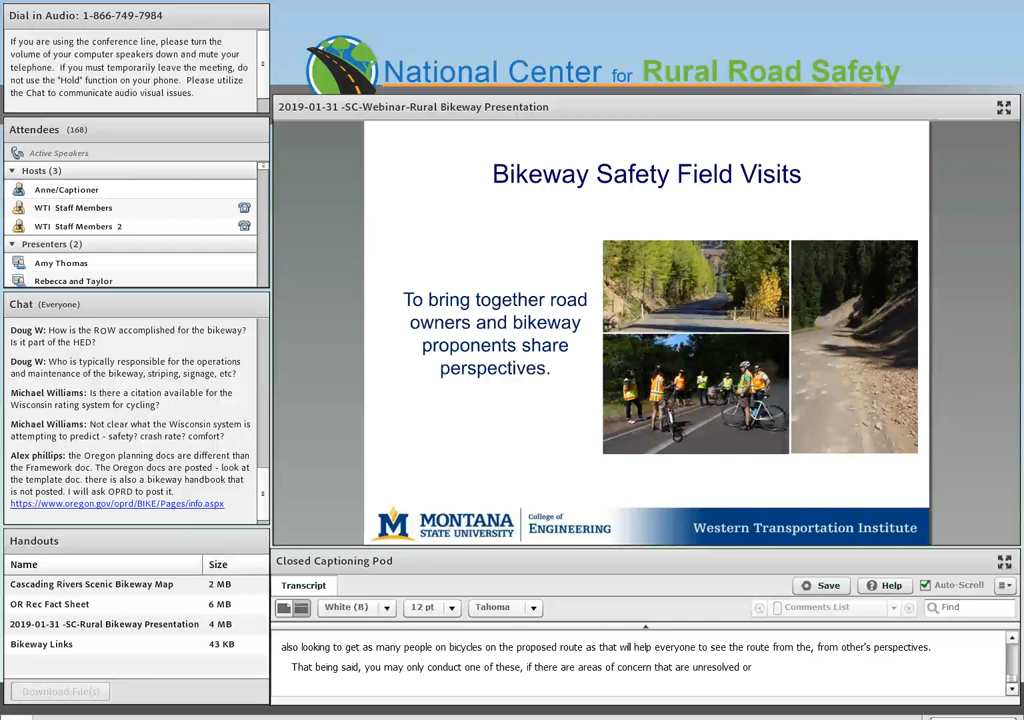 Dial in Audio: 1-866-749-7984
If you are using the conference line, please turn the
volume of your computer speakers down and mute your
telephone. If you must temporarily leave the meeting, do
not use the "Hold" function on your phone. Please utilize
the Chat to communicate audio visual issues.
National Center for Rural Road Safety
Attendees (168)
Active Speakers
Hosts (3)
Anne/Captioner
WTI Staff Members
WTI Staff Members 2
Presenters (2)
Amy Thomas
Rebecca and Taylor
Chat (Everyone)
Doug W: How is the ROW accomplished for the bikeway?
Is it part of the HED?
Doug W: Who is typically responsible for the operations
and maintenance of the bikeway, striping, signage, etc?
Michael Williams: Is there a citation available for the
Wisconsin rating system for cycling?
Michael Williams: Not clear what the Wisconsin system is
attempting to predict - safety? crash rate? comfort?
Alex phillips: the Oregon planning docs are different than
the Framework doc. The Oregon docs are posted - look at
the template doc. there is also a bikeway handbook that
is not posted. I will ask OPRD to post it.
https://www.oregon.gov/oprd/BIKE/Pages/info.aspx
Handouts
Name Size
Cascading Rivers Scenic Bikeway Map 2 MB
OR Rec Fact Sheet 6 MB
2019-01-31 -SC-Rural Bikeway Presentation 4 MB
Bikeway Links 43 KB
Download File(s)
2019-01-31 -SC-Webinar-Rural Bikeway Presentation
Bikeway Safety Field Visits
To bring together road
owners and bikeway
proponents share
perspectives.
M MONTANA
STATE UNIVERSITY
College of
ENGINEERING
Western Transportation Institute
Closed Captioning Pod
Transcript
Save
Help
Auto-Scroll
White (B)
12 pt
Tahoma
Comments List
Find
also looking to get as many people on bicycles on the proposed route as that will help everyone to see the route from the, from other's perspectives.
That being said, you may only conduct one of these, if there are areas of concern that are unresolved or